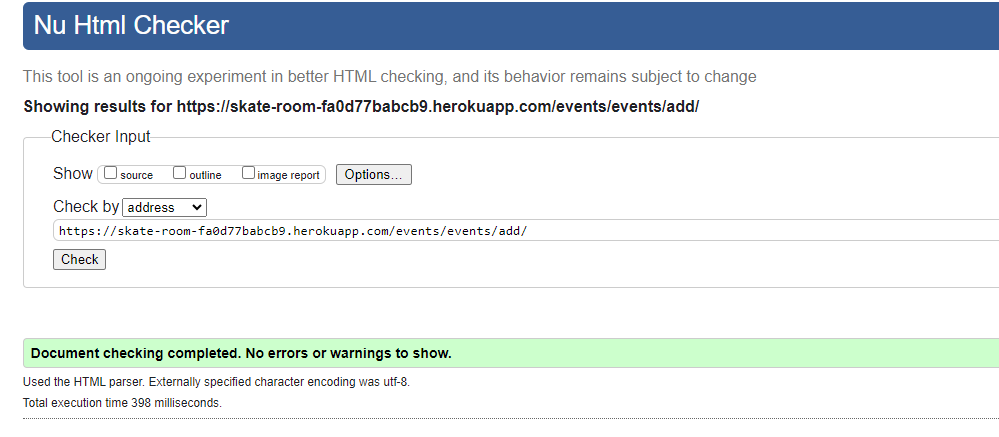 Nu Html Checker
This tool is an ongoing experiment in better HTML checking, and its behavior remains subject to change
Showing results for https://skate-room-fa0d77babcb9.herokuapp.com/events/events/add/
Checker Input
Show source outline image report Options...
Check by address
https://skate-room-fa0d77babcb9.herokuapp.com/events/events/add/
Check
Document checking completed. No errors or warnings to show.
Used the HTML parser. Externally specified character encoding was utf-8.
Total execution time 398 milliseconds.